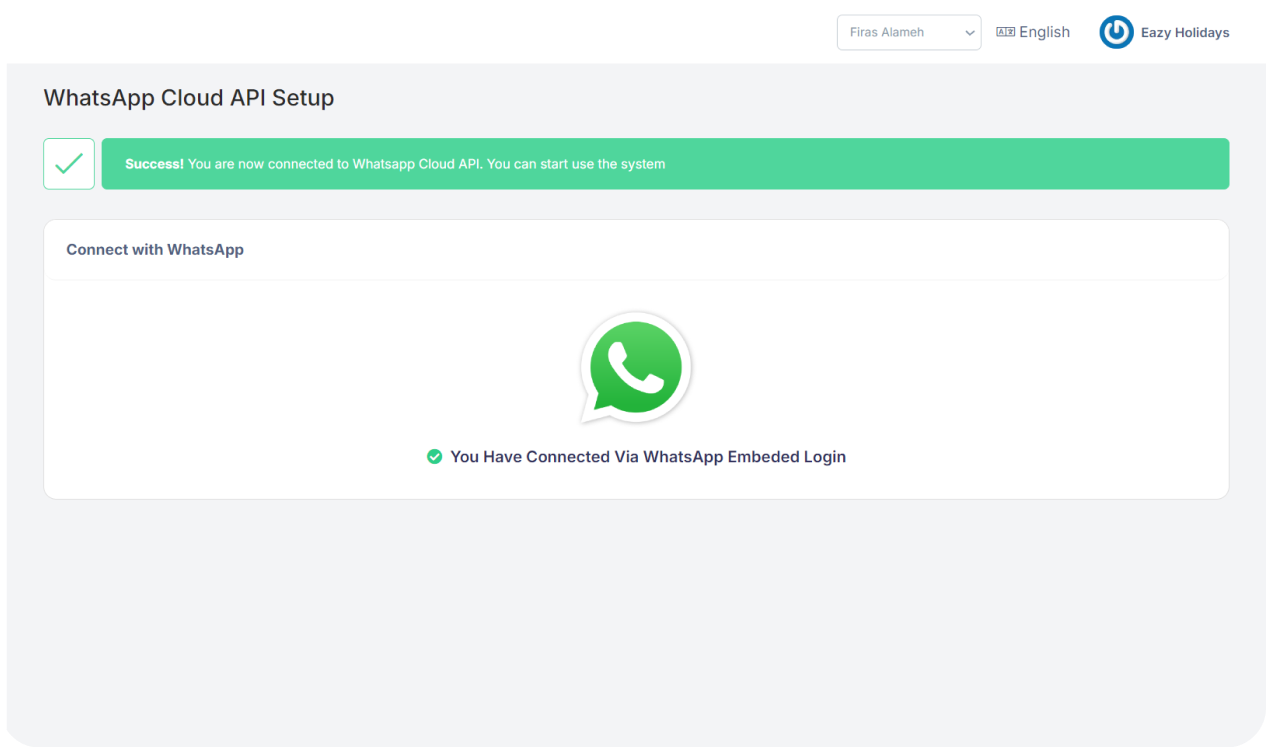 Firas Alameh
English
Eazy Holidays
WhatsApp Cloud API Setup
Success! You are now connected to Whatsapp Cloud API. You can start use the system
Connect with WhatsApp
You Have Connected Via WhatsApp Embeded Login